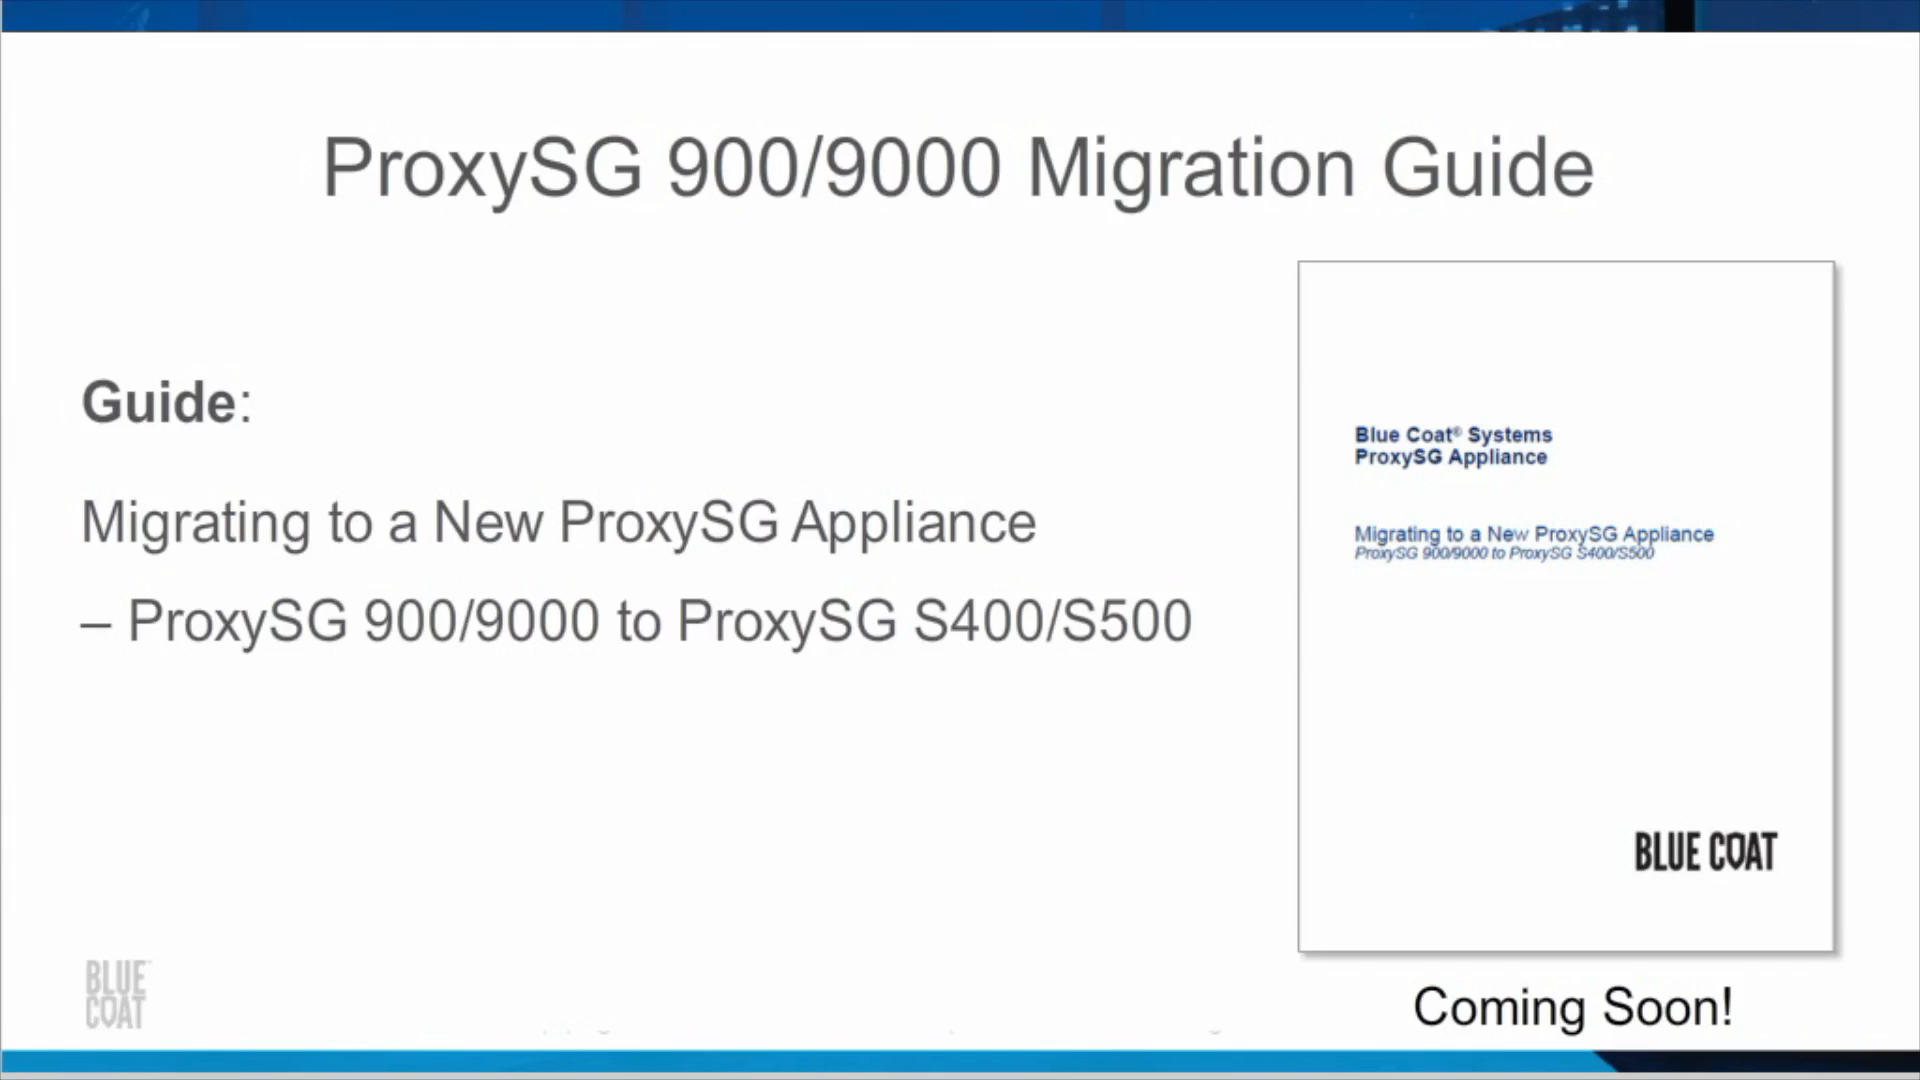 ProxySG 900/9000 Migration Guide
Guide:
Migrating to a New ProxySG Appliance
– ProxySG 900/9000 to ProxySG S400/S500
Blue Coat® Systems
ProxySG Appliance
Migrating to a New ProxySG Appliance
ProxySG 900/9000 to ProxySG S400/S500
BLUE COAT
Coming Soon!
BLUE
COAT